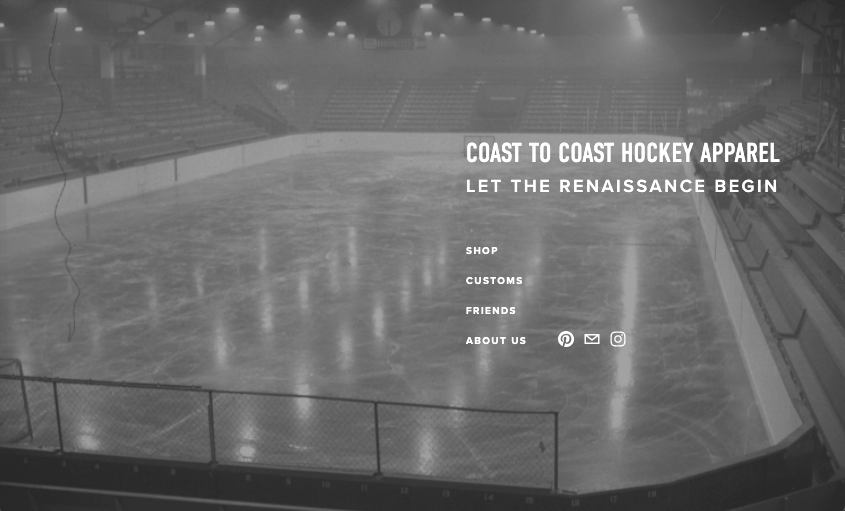 COAST TO COAST HOCKEY APPAREL
LET THE RENAISSANCE BEGIN
SHOP
CUSTOMS
FRIENDS
ABOUT US